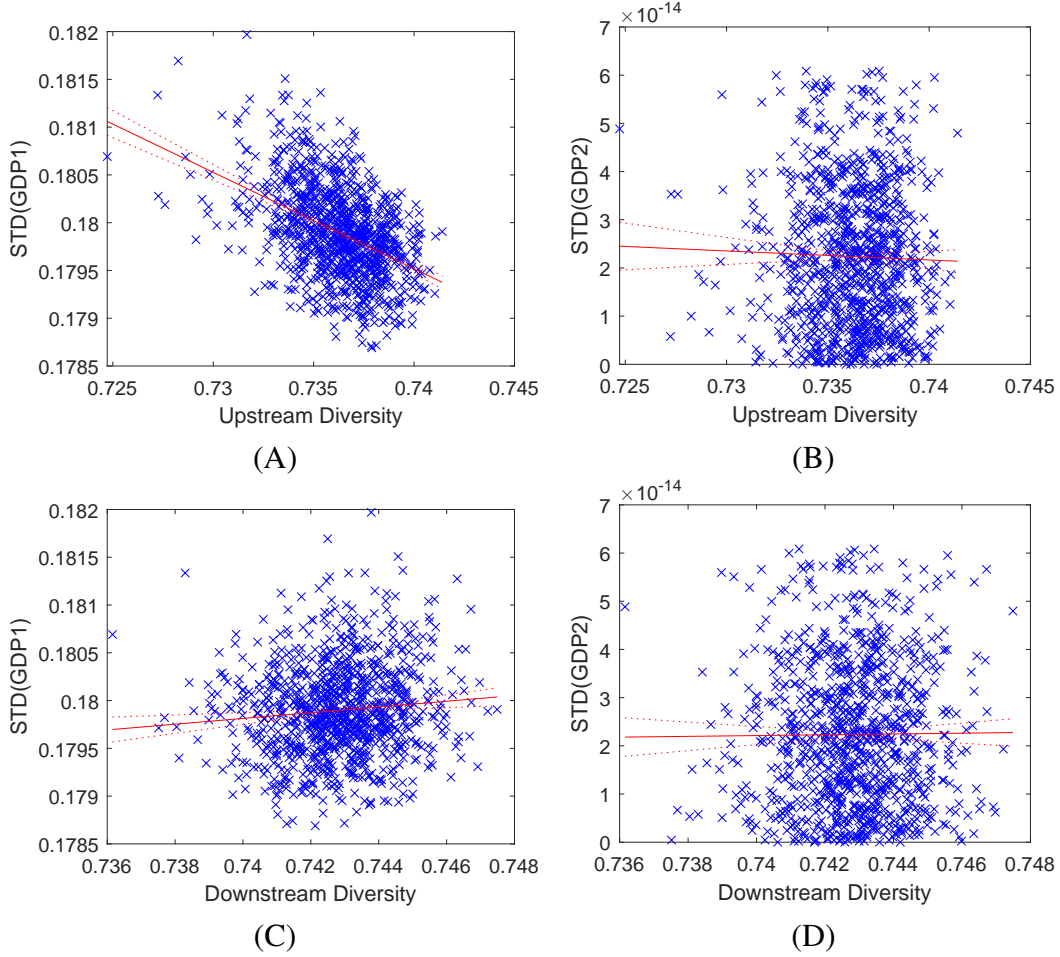 0.182
0.1815
0.181
0.1805
0.18
0.1795
0.179
0.1785
STD(GDP1)
0.725 0.73 0.735 0.74 0.745
Upstream Diversity
(A)
×10-14
7
6
5
4
3
2
1
0
STD(GDP2)
0.725 0.73 0.735 0.74 0.745
Upstream Diversity
(B)
0.182
0.1815
0.181
0.1805
0.18
0.1795
0.179
0.1785
STD(GDP1)
0.736 0.738 0.74 0.742 0.744 0.746 0.748
Downstream Diversity
(C)
×10-14
7
6
5
4
3
2
1
0
STD(GDP2)
0.736 0.738 0.74 0.742 0.744 0.746 0.748
Downstream Diversity
(D)